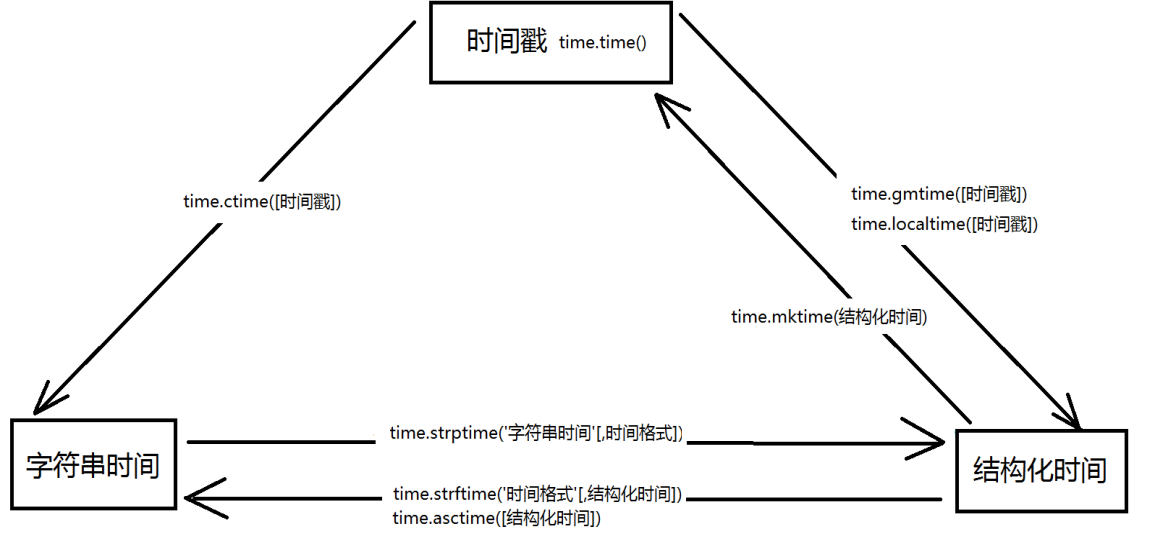 时间戳 time.time()
time.ctime([时间戳])
time.gmtime([时间戳])
time.localtime([时间戳])
time.mktime(结构化时间)
time.strptime('字符串时间'[,时间格式])
字符串时间
结构化时间
time.strftime('时间格式'[,结构化时间])
time.asctime([结构化时间])